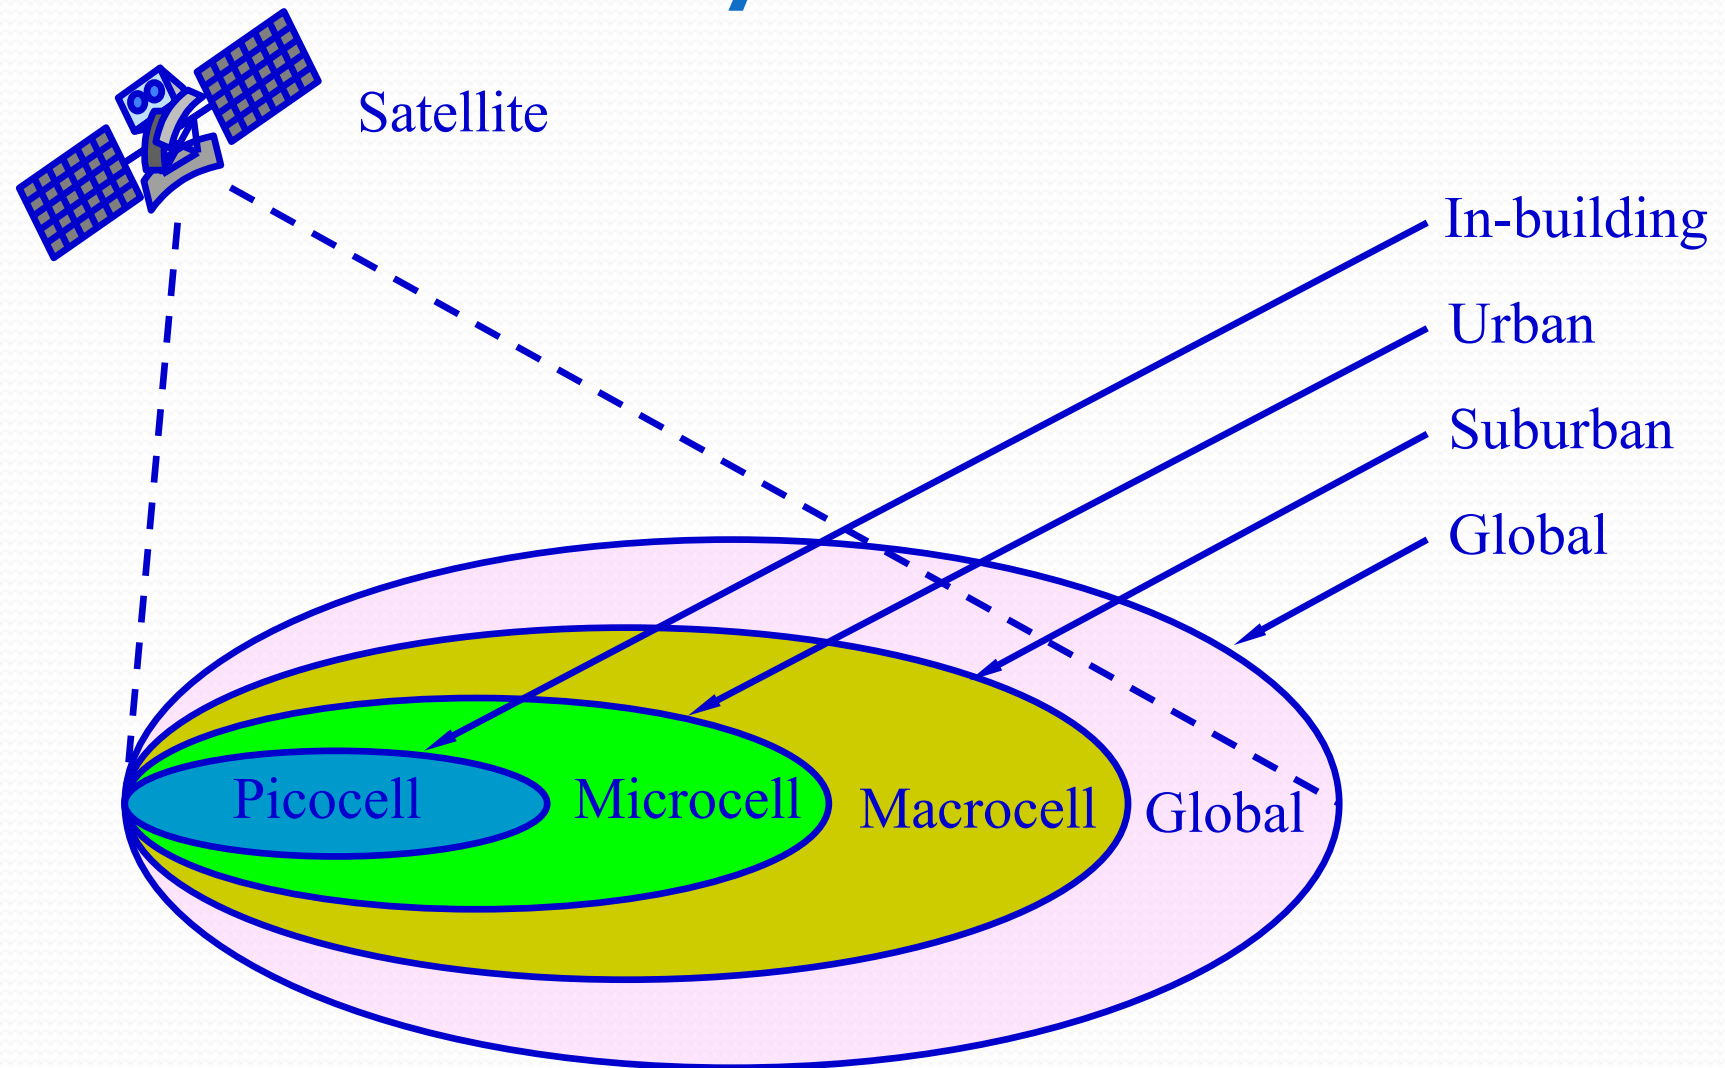 Satellite
In-building
Urban
Suburban
Global
Picocell
Microcell
Macrocell
Global